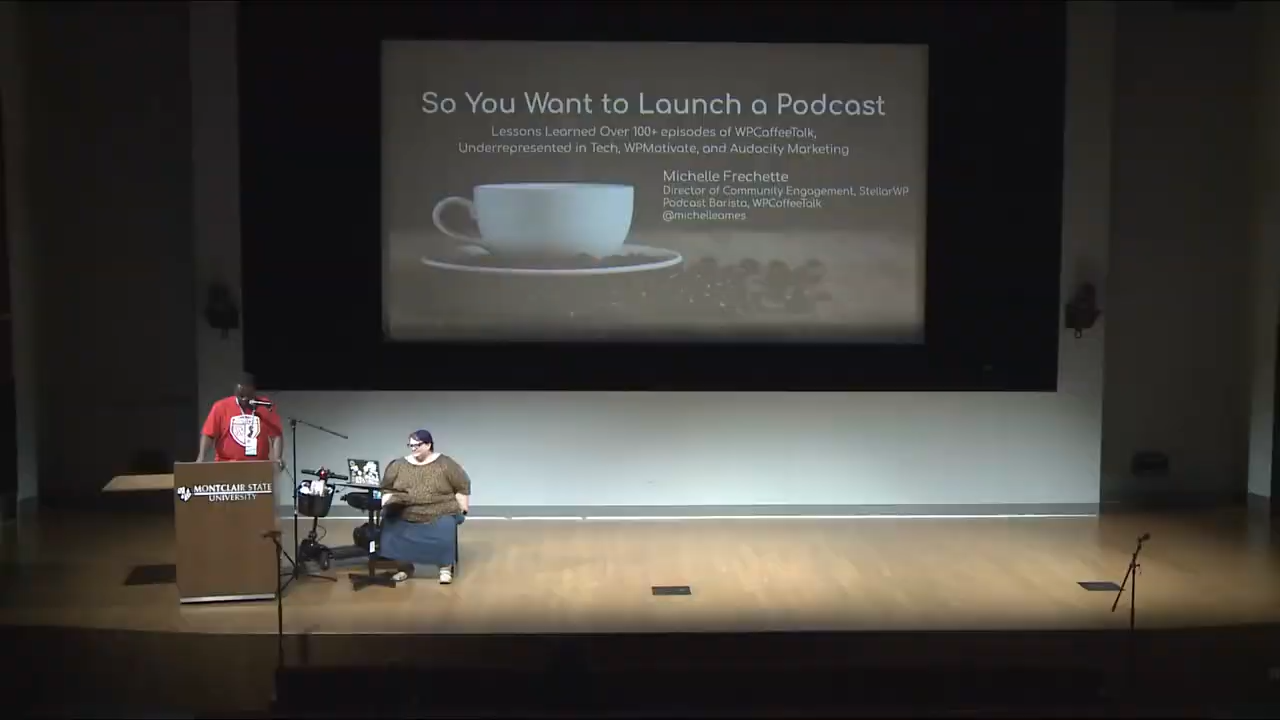 So You Want to Launch a Podcast
Lessons Learned Over 100+ episodes of WPCoffeeTalk,
Underrepresented in Tech, WPMotivate, and Audacity Marketing
Michelle Frechette
Director of Community Engagement, StellarWP
Podcast Barista, WPCoffeeTalk
@michelleames
MONTCLAIR STATE
UNIVERSITY